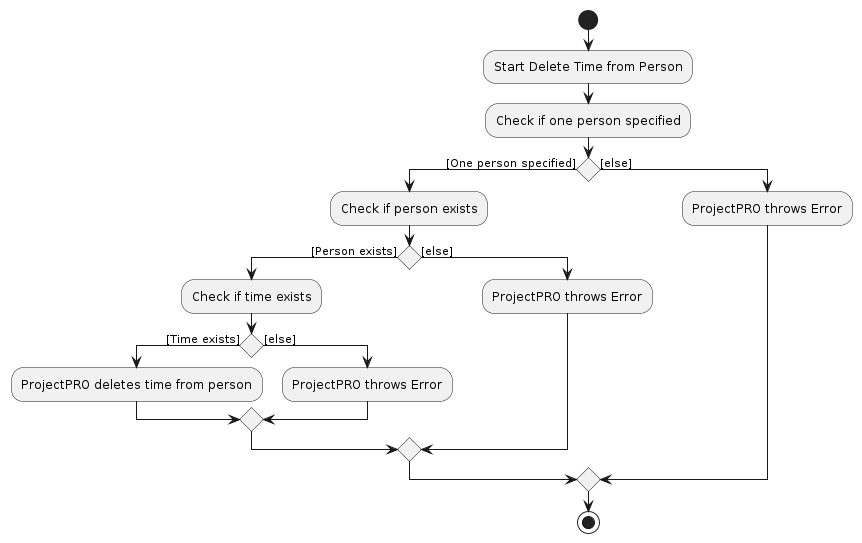 Start Delete Time from Person
Check if one person specified
[One person specified]
[else]
Check if person exists
ProjectPRO throws Error
[Person exists]
[else]
Check if time exists
ProjectPRO throws Error
[Time exists]
[else]
ProjectPRO deletes time from person
ProjectPRO throws Error